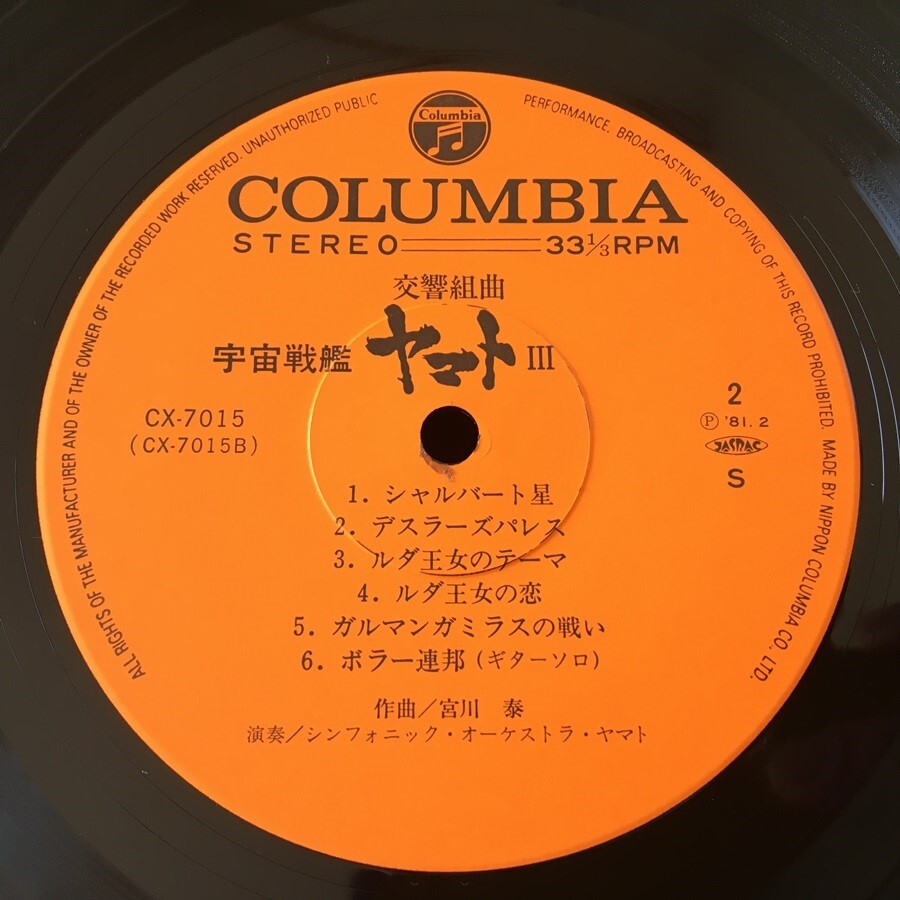 ALL RIGHTS OF THE MANUFACTURER AND OF THE OWNER OF THE RECORDED WORK RESERVED. UNAUTHORIZED PUBLIC PERFORMANCE, BROADCASTING AND COPYING OF THIS RECORD PROHIBITED. MADE BY NIPPON COLUMBIA CO., LTD.
Columbia
COLUMBIA
STEREO 33⅓RPM
交響組曲
宇宙戦艦ヤマトIII
CX-7015
(CX-7015B)
2
Ⓟ '81.2
JASRAC
S
1. シャルバート星
2. デスラーズパレス
3. ルダ王女のテーマ
4. ルダ王女の恋
5. ガルマンガミラスの戦い
6. ボラー連邦(ギターソロ)
作曲/宮川 泰
演奏/シンフォニック・オーケストラ・ヤマト